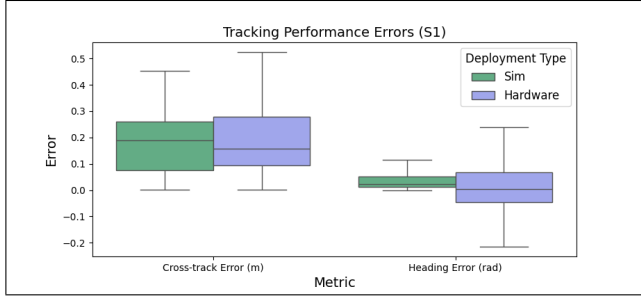 Tracking Performance Errors (S1)
Deployment Type
Sim
Hardware
Error
0.5
0.4
0.3
0.2
0.1
0.0
−0.1
−0.2
Cross-track Error (m)
Heading Error (rad)
Metric